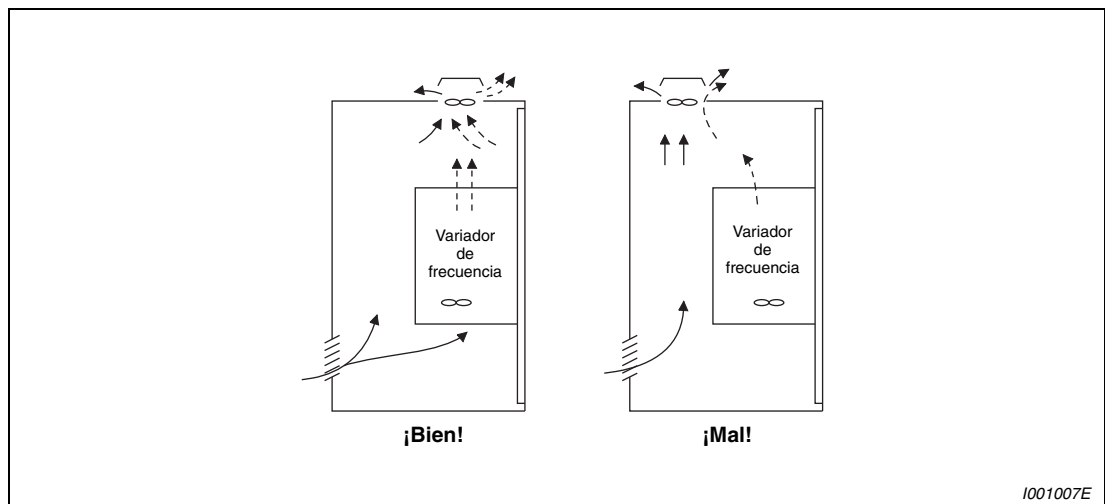 Variador
de
frecuencia
Variador
de
frecuencia
¡Bien!
¡Mal!
I001007E